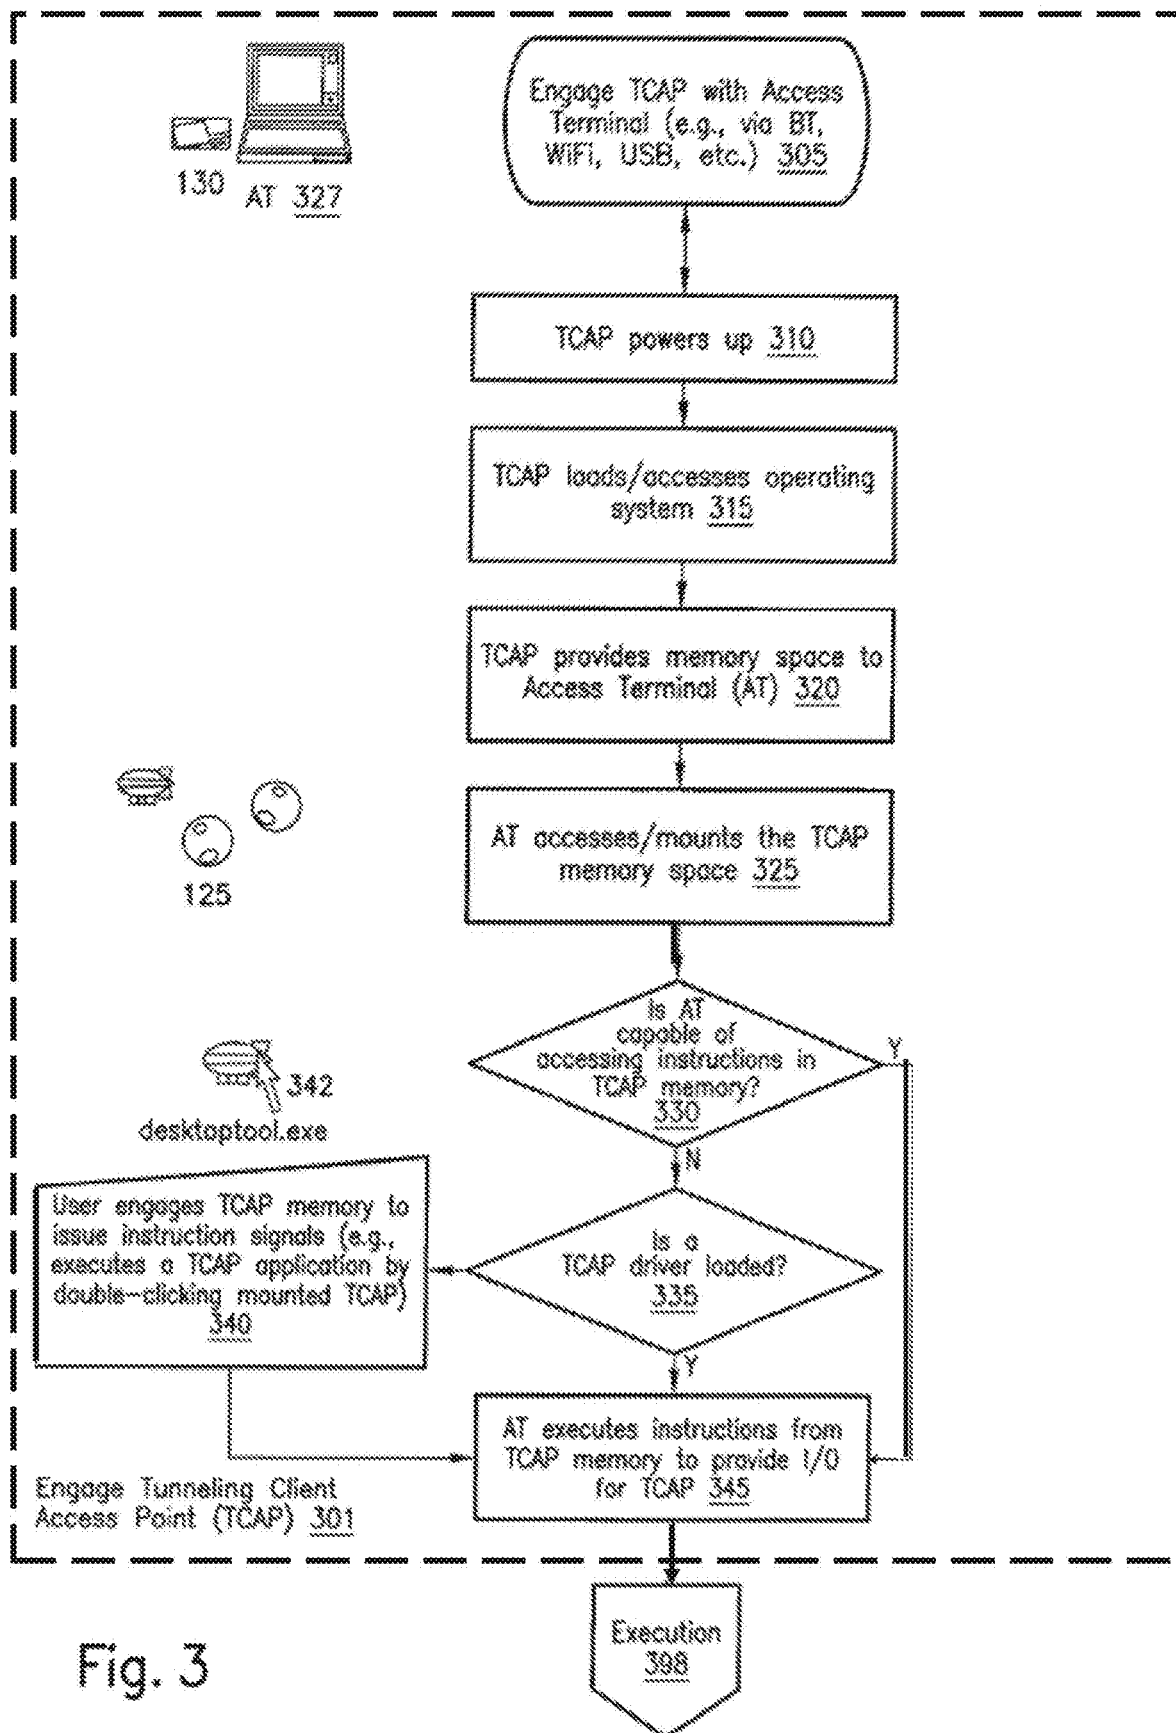 Engage TCAP with Access
Terminal (e.g., via BT,
WiFi, USB, etc.) 305
130
AT 327
TCAP powers up 310
TCAP loads/accesses operating
system 315
TCAP provides memory space to
Access Terminal (AT) 320
AT accesses/mounts the TCAP
memory space 325
125
Is AT
capable of
accessing instructions in
TCAP memory?
330
Y
N
342
desktoptool.exe
User engages TCAP memory to
issue instruction signals (e.g.,
executes a TCAP application by
double-clicking mounted TCAP)
340
Is a
TCAP driver loaded?
335
Y
AT executes instructions from
TCAP memory to provide I/O
for TCAP 345
Engage Tunneling Client
Access Point (TCAP) 301
Execution
398
Fig. 3